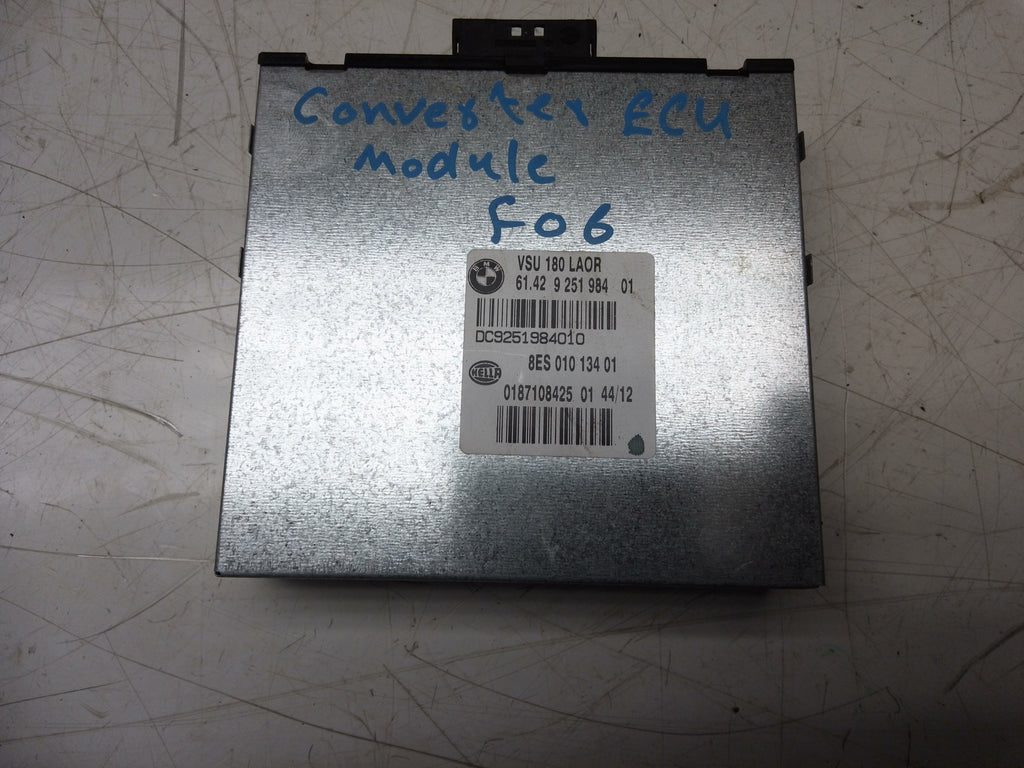 Converter ECU
Module
F06
BMW
VSU 180 LAOR
61.42 9 251 984 01
DC9251984010
HELLA
8ES 010 134 01
0187108425 01 44/12